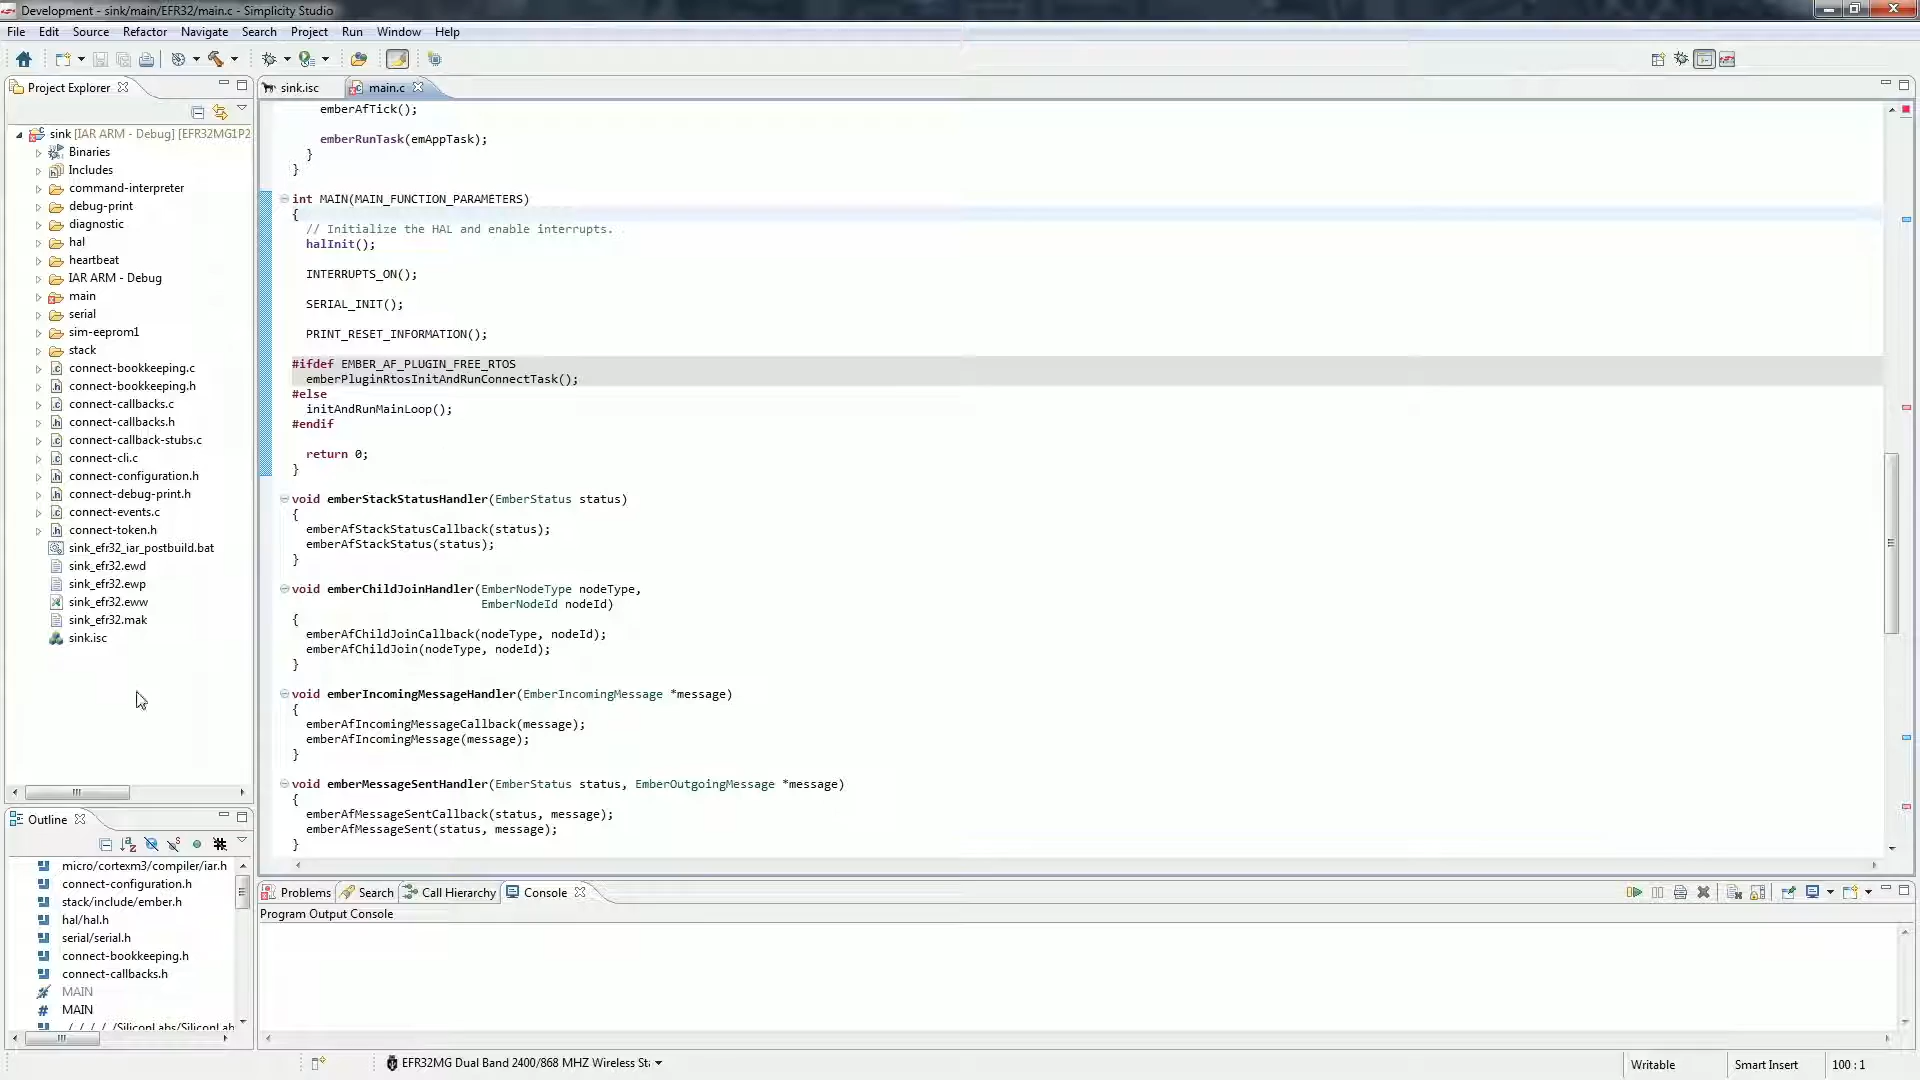 Development - sink/main/EFR32/main.c - Simplicity Studio
File Edit Source Refactor Navigate Search Project Run Window Help
Project Explorer
sink [IAR ARM - Debug] [EFR32MG1P2
Binaries
Includes
command-interpreter
debug-print
diagnostic
hal
heartbeat
IAR ARM - Debug
main
serial
sim-eeprom1
stack
connect-bookkeeping.c
connect-bookkeeping.h
connect-callbacks.c
connect-callbacks.h
connect-callback-stubs.c
connect-cli.c
connect-configuration.h
connect-debug-print.h
connect-events.c
connect-token.h
sink_efr32_iar_postbuild.bat
sink_efr32.ewd
sink_efr32.ewp
sink_efr32.eww
sink_efr32.mak
sink.isc
Outline
micro/cortexm3/compiler/iar.h
connect-configuration.h
stack/include/ember.h
hal/hal.h
serial/serial.h
connect-bookkeeping.h
connect-callbacks.h
MAIN
MAIN
sink.isc main.c
emberAfTick();
emberRunTask(emAppTask);
}
}
int MAIN(MAIN_FUNCTION_PARAMETERS)
{
// Initialize the HAL and enable interrupts.
halInit();
INTERRUPTS_ON();
SERIAL_INIT();
PRINT_RESET_INFORMATION();
#ifdef EMBER_AF_PLUGIN_FREE_RTOS
emberPluginRtosInitAndRunConnectTask();
#else
initAndRunMainLoop();
#endif
return 0;
}
void emberStackStatusHandler(EmberStatus status)
{
emberAfStackStatusCallback(status);
emberAfStackStatus(status);
}
void emberChildJoinHandler(EmberNodeType nodeType,
EmberNodeId nodeId)
{
emberAfChildJoinCallback(nodeType, nodeId);
emberAfChildJoin(nodeType, nodeId);
}
void emberIncomingMessageHandler(EmberIncomingMessage *message)
{
emberAfIncomingMessageCallback(message);
emberAfIncomingMessage(message);
}
void emberMessageSentHandler(EmberStatus status, EmberOutgoingMessage *message)
{
emberAfMessageSentCallback(status, message);
emberAfMessageSent(status, message);
}
Problems Search Call Hierarchy Console
Program Output Console
EFR32MG Dual Band 2400/868 MHZ Wireless St
Writable Smart Insert 100 : 1